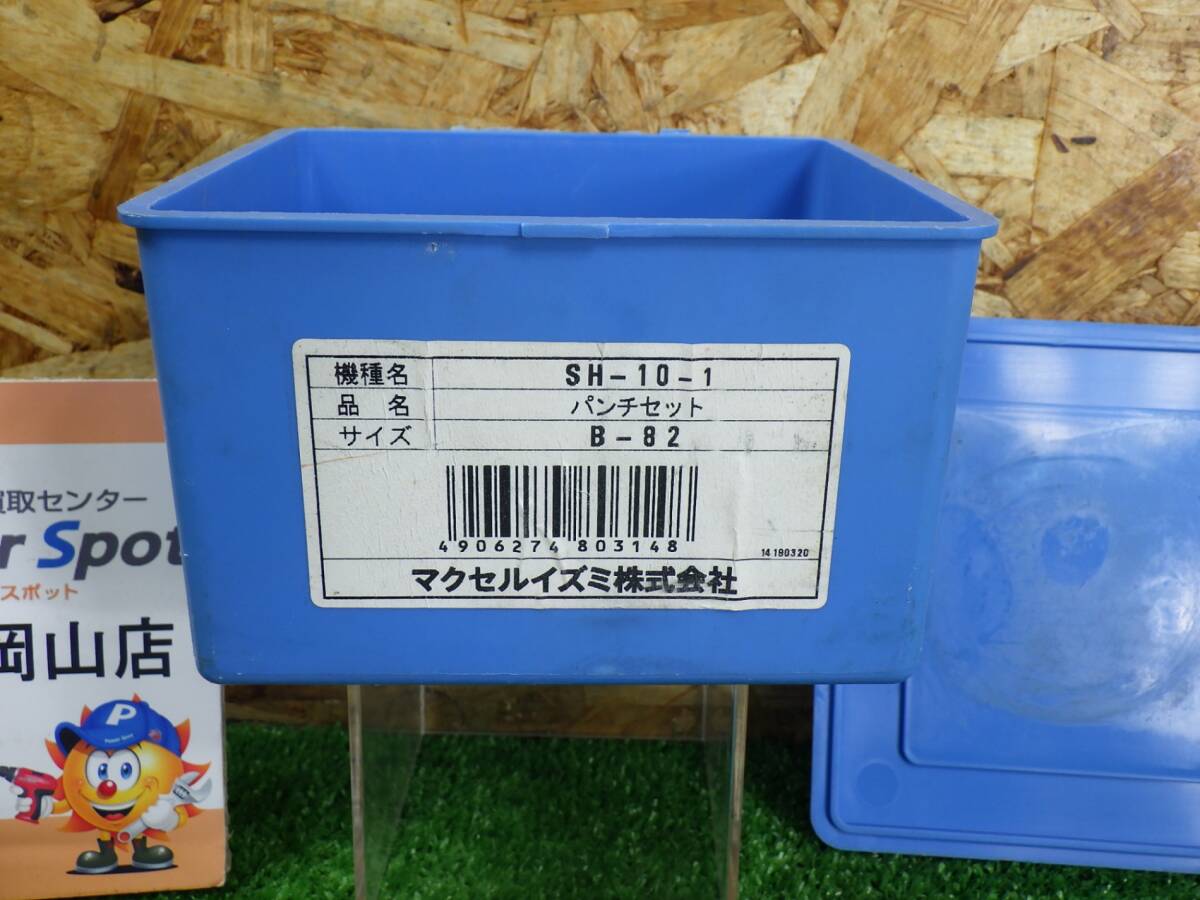 機種名 SH-10-1
品名 パンチセット
サイズ B-82
4906274 803148
14 190320
マクセルイズミ株式会社
買取センター
r Spot
スポット
岡山店
P